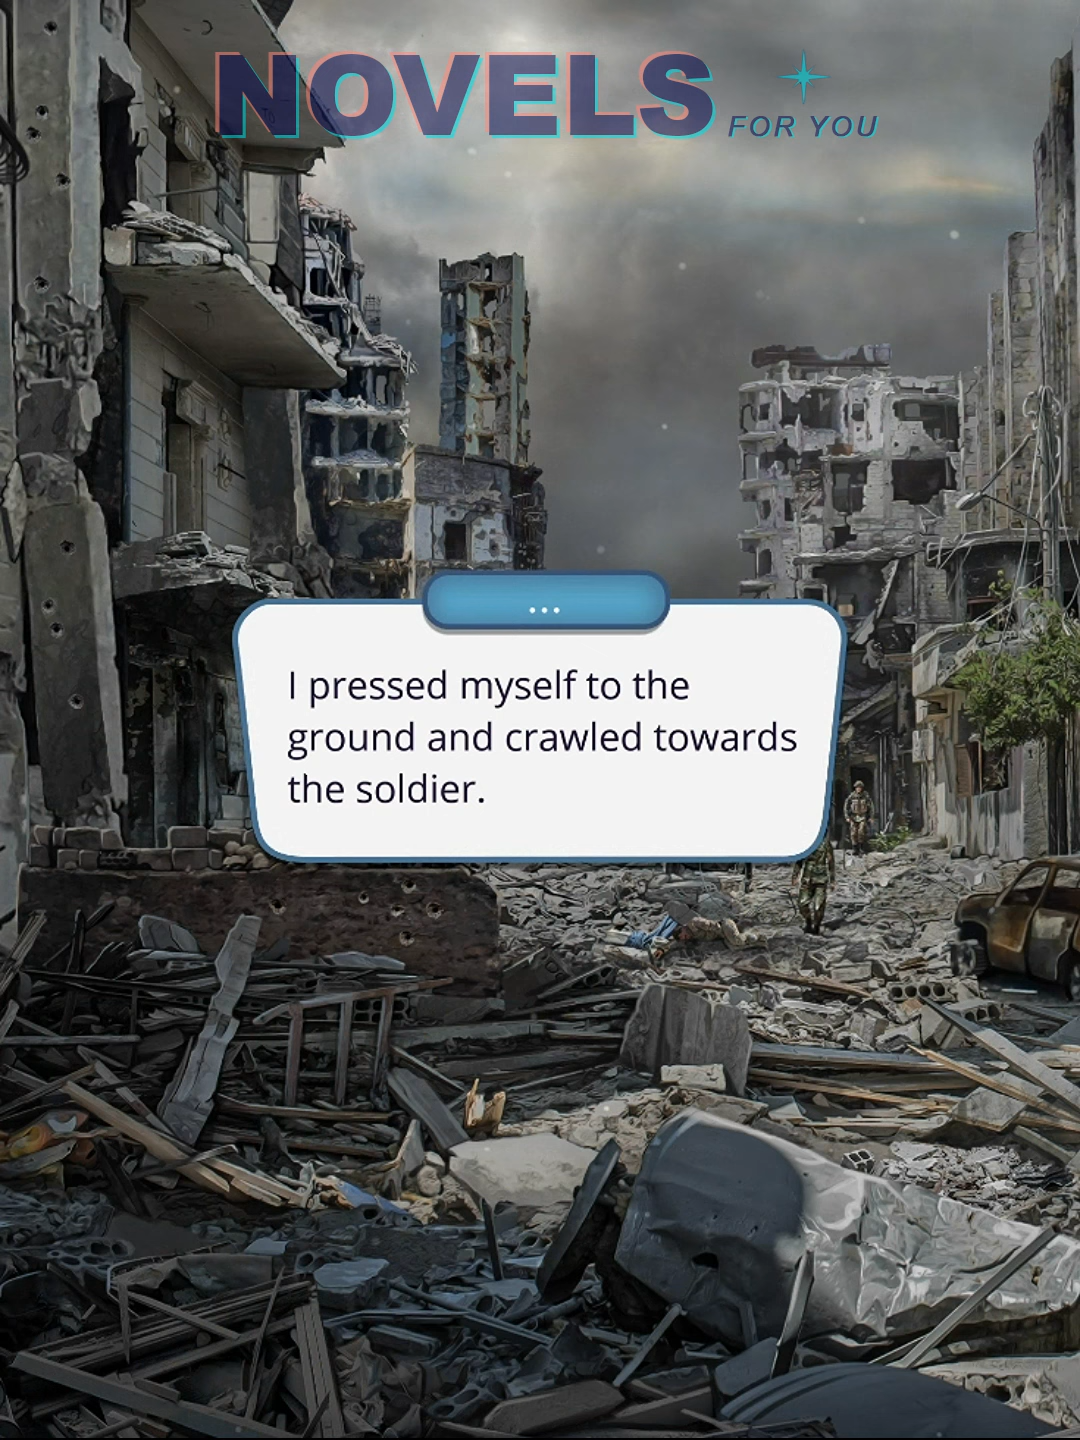 NOVELS
FOR YOU
...
I pressed myself to the
ground and crawled towards
the soldier.